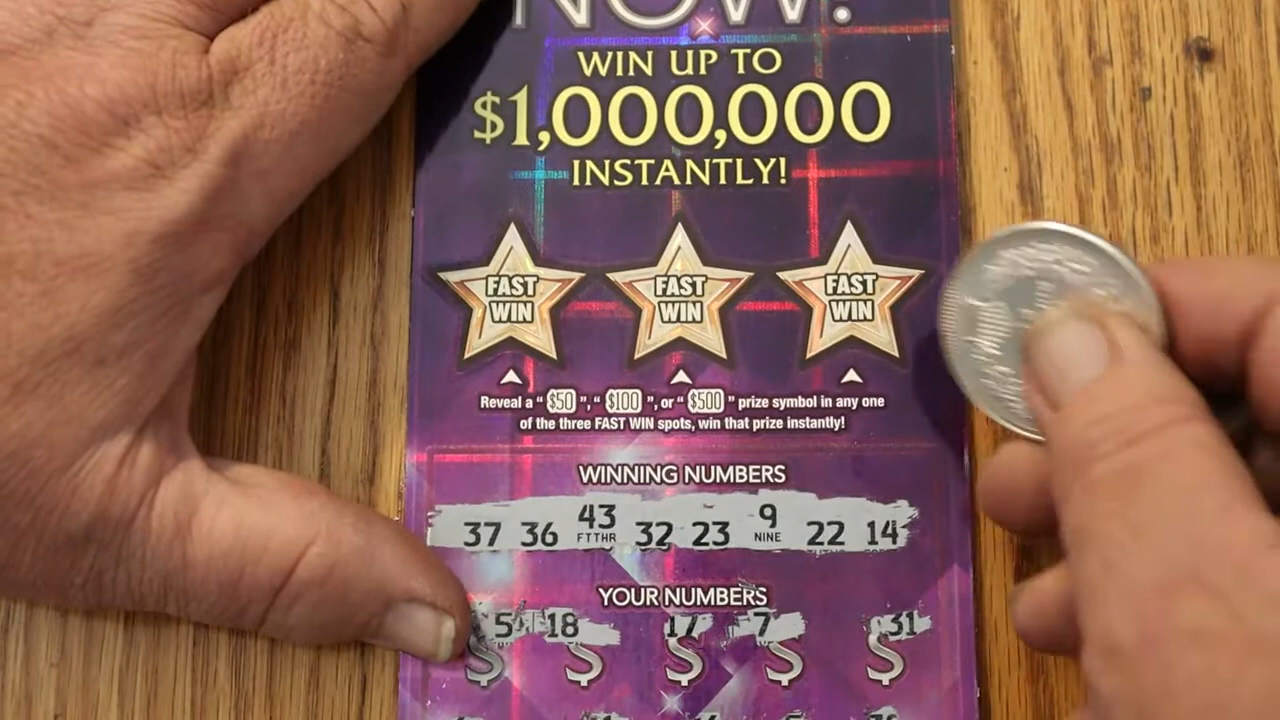 NOW!
WIN UP TO
$1,000,000
INSTANTLY!
FAST WIN FAST WIN FAST WIN
Reveal a "$50", "$100", or "$500" prize symbol in any one
of the three FAST WIN spots, win that prize instantly!
WINNING NUMBERS
37 36 43 32 23 9 22 14
FTTHR NINE
YOUR NUMBERS
5 18 17 7 31
$ $ $ $ $